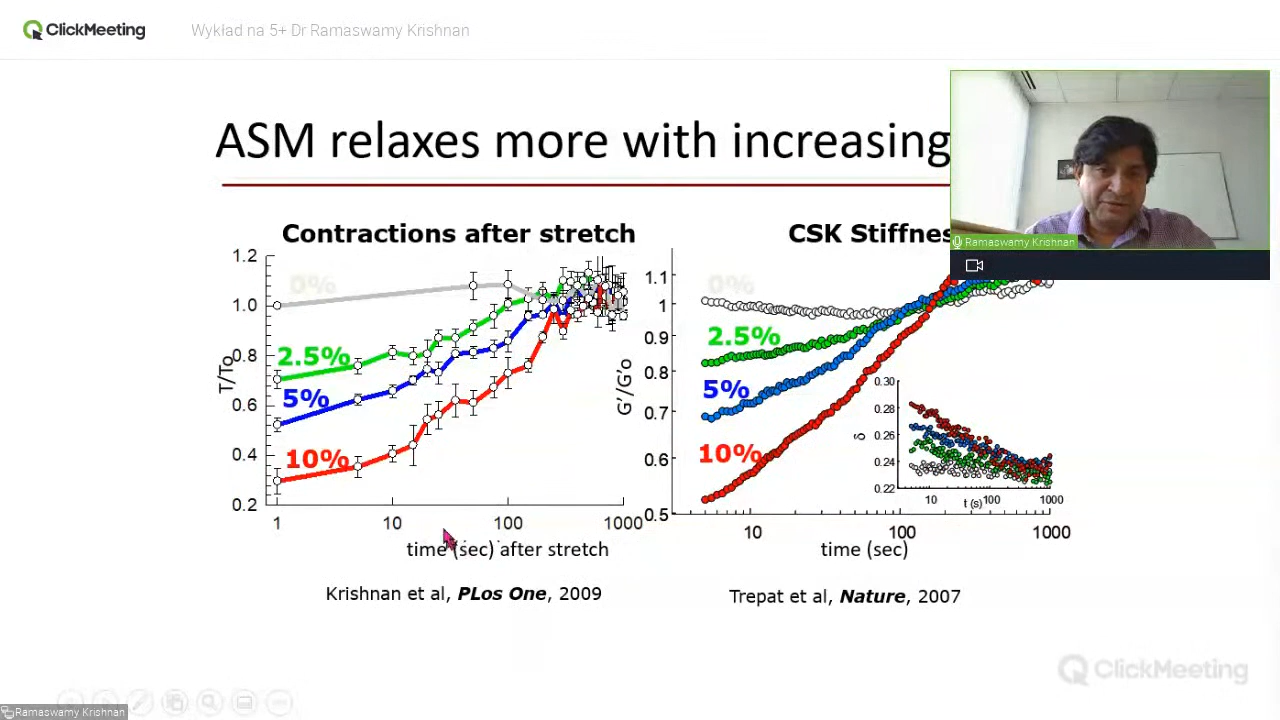 ClickMeeting
Wykład na 5+ Dr Ramaswamy Krishnan
ASM relaxes more with increasing
Ramaswamy Krishnan
Contractions after stretch
1.2
1.0
0.8
0.6
0.4
0.2
T/To
0%
2.5%
5%
10%
1
10
100
1000
time (sec) after stretch
Krishnan et al, PLos One, 2009
CSK Stiffnes
1.1
1
0.9
0.8
0.7
0.6
0.5
G'/G'o
0%
2.5%
5%
10%
0.30
0.28
0.26
0.24
0.22
δ
10
100
1000
t (s)
10
100
1000
time (sec)
Trepat et al, Nature, 2007
ClickMeeting
Ramaswamy Krishnan